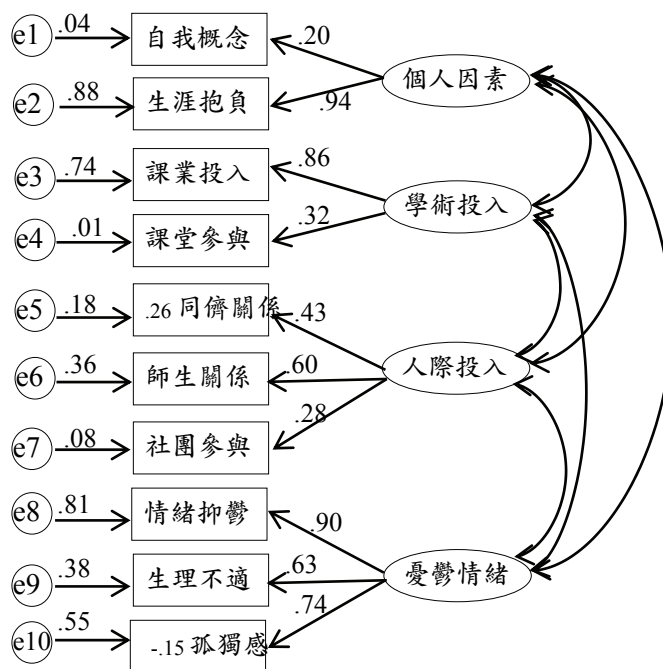 e1 .04 自我概念 .20
個人因素
e2 .88 生涯抱負 .94
e3 .74 課業投入 .86
學術投入
e4 .01 課堂參與 .32
e5 .18 .26 同儕關係 .43
e6 .36 師生關係 .60 人際投入
e7 .08 社團參與 .28
e8 .81 情緒抑鬱 .90
e9 .38 生理不適 .63 憂鬱情緒
e10 .55 -.15 孤獨感 .74